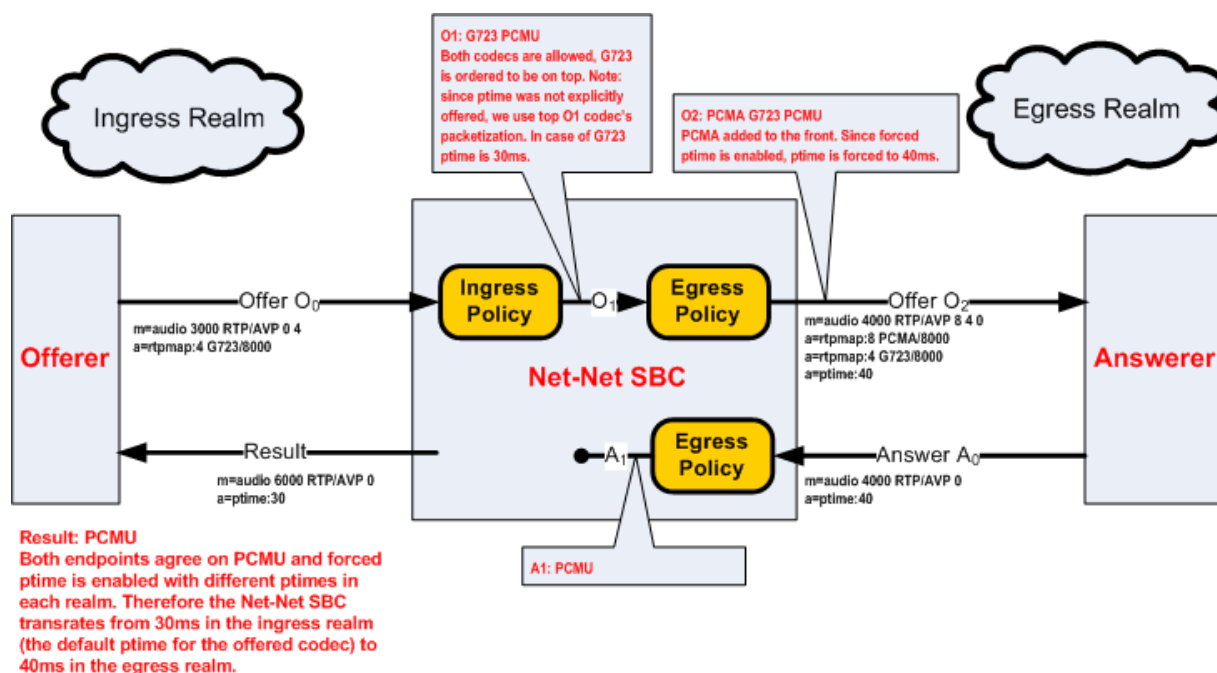 O1: G723 PCMU
Both codecs are allowed, G723
is ordered to be on top. Note:
since ptime was not explicitly
offered, we use top O1 codec's
packetization. In case of G723
ptime is 30ms.
Ingress Realm
Egress Realm
O2: PCMA G723 PCMU
PCMA added to the front. Since forced
ptime is enabled, ptime is forced to 40ms.
Offerer
Offer O0
m=audio 3000 RTP/AVP 0 4
a=rtpmap:4 G723/8000
Ingress
Policy
O1
Egress
Policy
Offer O2
m=audio 4000 RTP/AVP 8 4 0
a=rtpmap:8 PCMA/8000
a=rtpmap:4 G723/8000
a=ptime:40
Answerer
Net-Net SBC
Result
m=audio 6000 RTP/AVP 0
a=ptime:30
A1
Egress
Policy
Answer A0
m=audio 4000 RTP/AVP 0
a=ptime:40
A1: PCMU
Result: PCMU
Both endpoints agree on PCMU and forced
ptime is enabled with different ptimes in
each realm. Therefore the Net-Net SBC
transrates from 30ms in the ingress realm
(the default ptime for the offered codec) to
40ms in the egress realm.